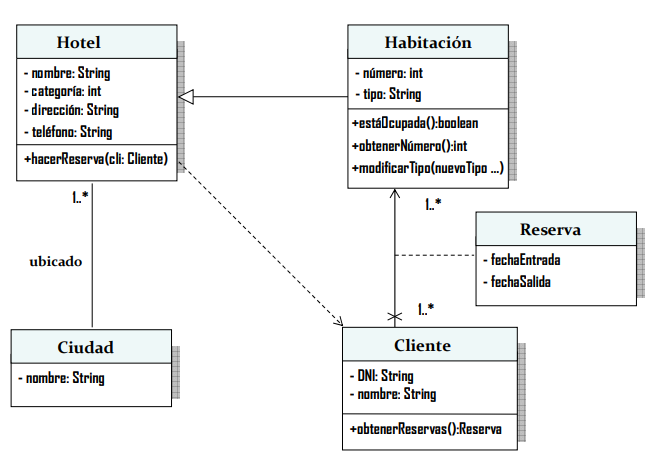 Hotel
- nombre: String
- categoría: int
- dirección: String
- teléfono: String
+hacerReserva(cli: Cliente)
Habitación
- número: int
- tipo: String
+estáOcupada():boolean
+obtenerNúmero():int
+modificarTipo(nuevoTipo ...)
1..*
1..*
Reserva
- fechaEntrada
- fechaSalida
ubicado
1..*
Ciudad
- nombre: String
Cliente
- DNI: String
- nombre: String
+obtenerReservas():Reserva